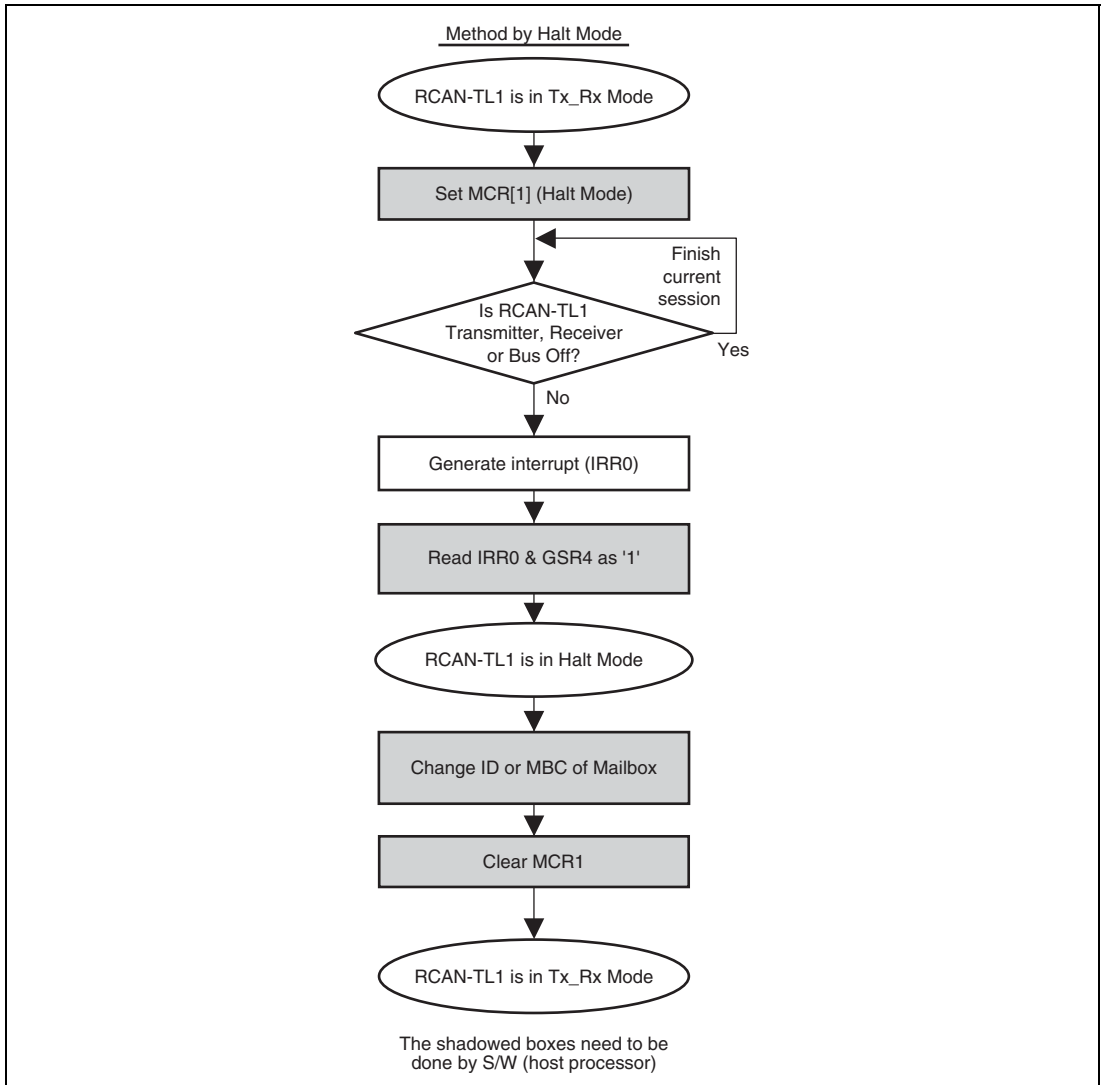 Method by Halt Mode
RCAN-TL1 is in Tx_Rx Mode
Set MCR[1] (Halt Mode)
Finish
current
session
Is RCAN-TL1
Transmitter, Receiver
or Bus Off?
Yes
No
Generate interrupt (IRR0)
Read IRR0 & GSR4 as '1'
RCAN-TL1 is in Halt Mode
Change ID or MBC of Mailbox
Clear MCR1
RCAN-TL1 is in Tx_Rx Mode
The shadowed boxes need to be
done by S/W (host processor)